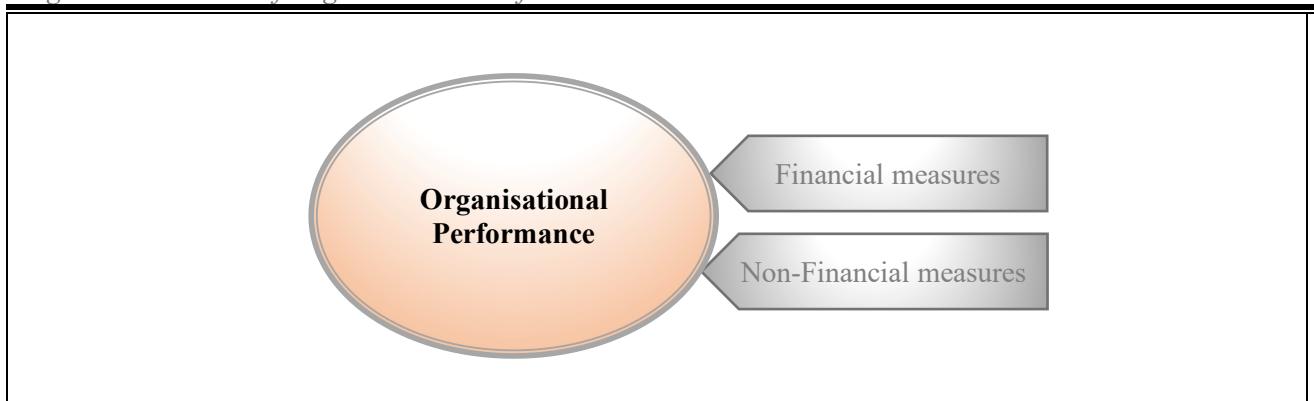 Organisational
Performance
Financial measures
Non-Financial measures